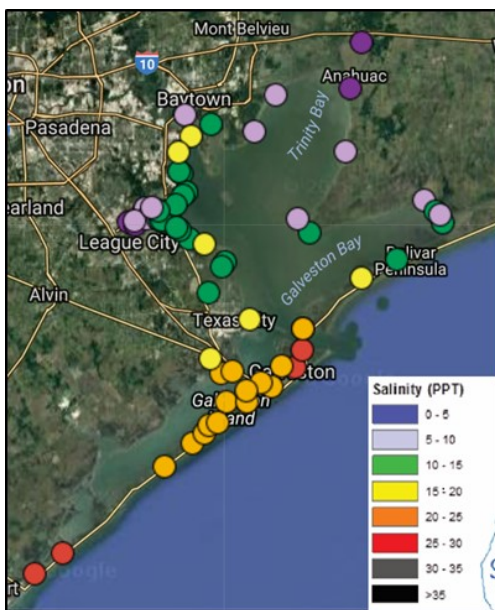 Mont Belvieu
10
Anahuac
Baytown
Pasadena
Trinity Bay
earland
League City
Galveston Bay
Bolivar
Peninsula
Alvin
Texas City
Galveston
Galveston
Island
Salinity (PPT)
0 - 5
5 - 10
10 - 15
15 - 20
20 - 25
25 - 30
30 - 35
>35
S
rt
Google